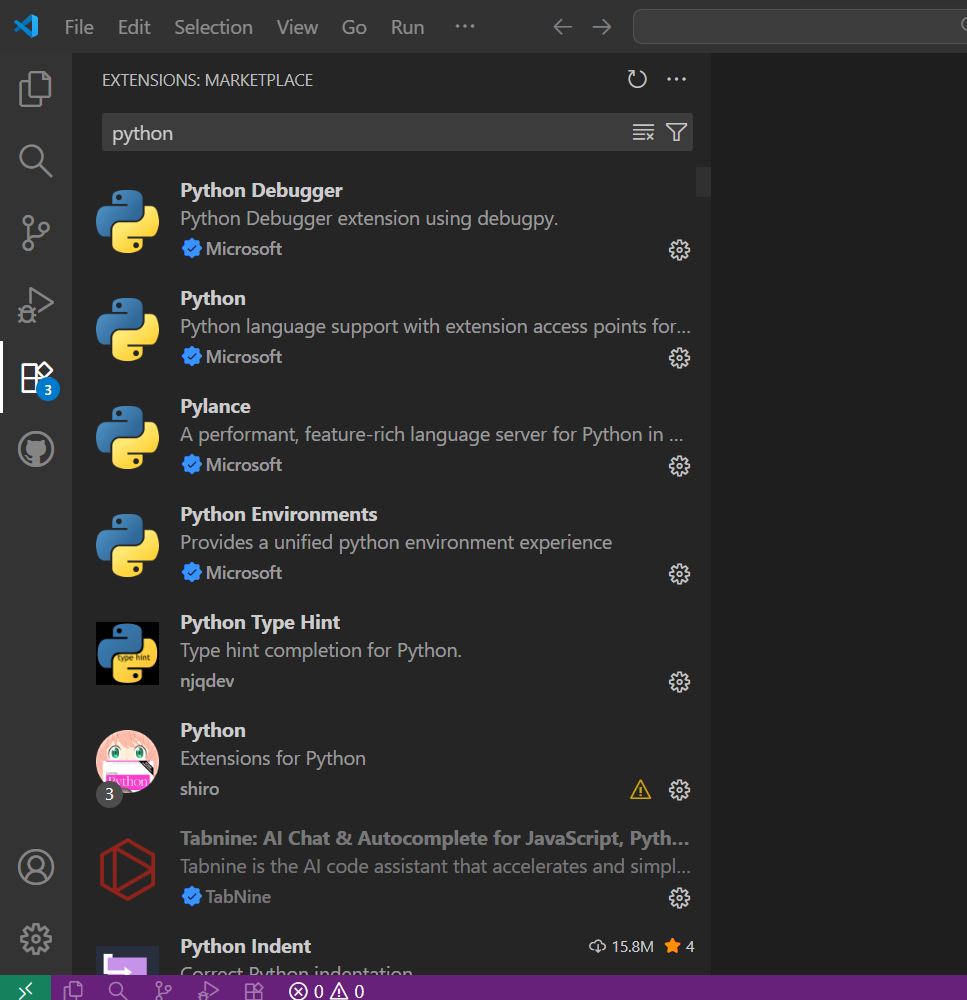 File Edit Selection View Go Run ···
EXTENSIONS: MARKETPLACE
python
Python Debugger
Python Debugger extension using debugpy.
Microsoft
Python
Python language support with extension access points for...
Microsoft
3
Pylance
A performant, feature-rich language server for Python in ...
Microsoft
Python Environments
Provides a unified python environment experience
Microsoft
type hint
Python Type Hint
Type hint completion for Python.
njqdev
Python
Python
Extensions for Python
3
shiro
Tabnine: AI Chat & Autocomplete for JavaScript, Pyth...
Tabnine is the AI code assistant that accelerates and simpl...
TabNine
Python Indent 15.8M 4
Correct Python indentation
0 0